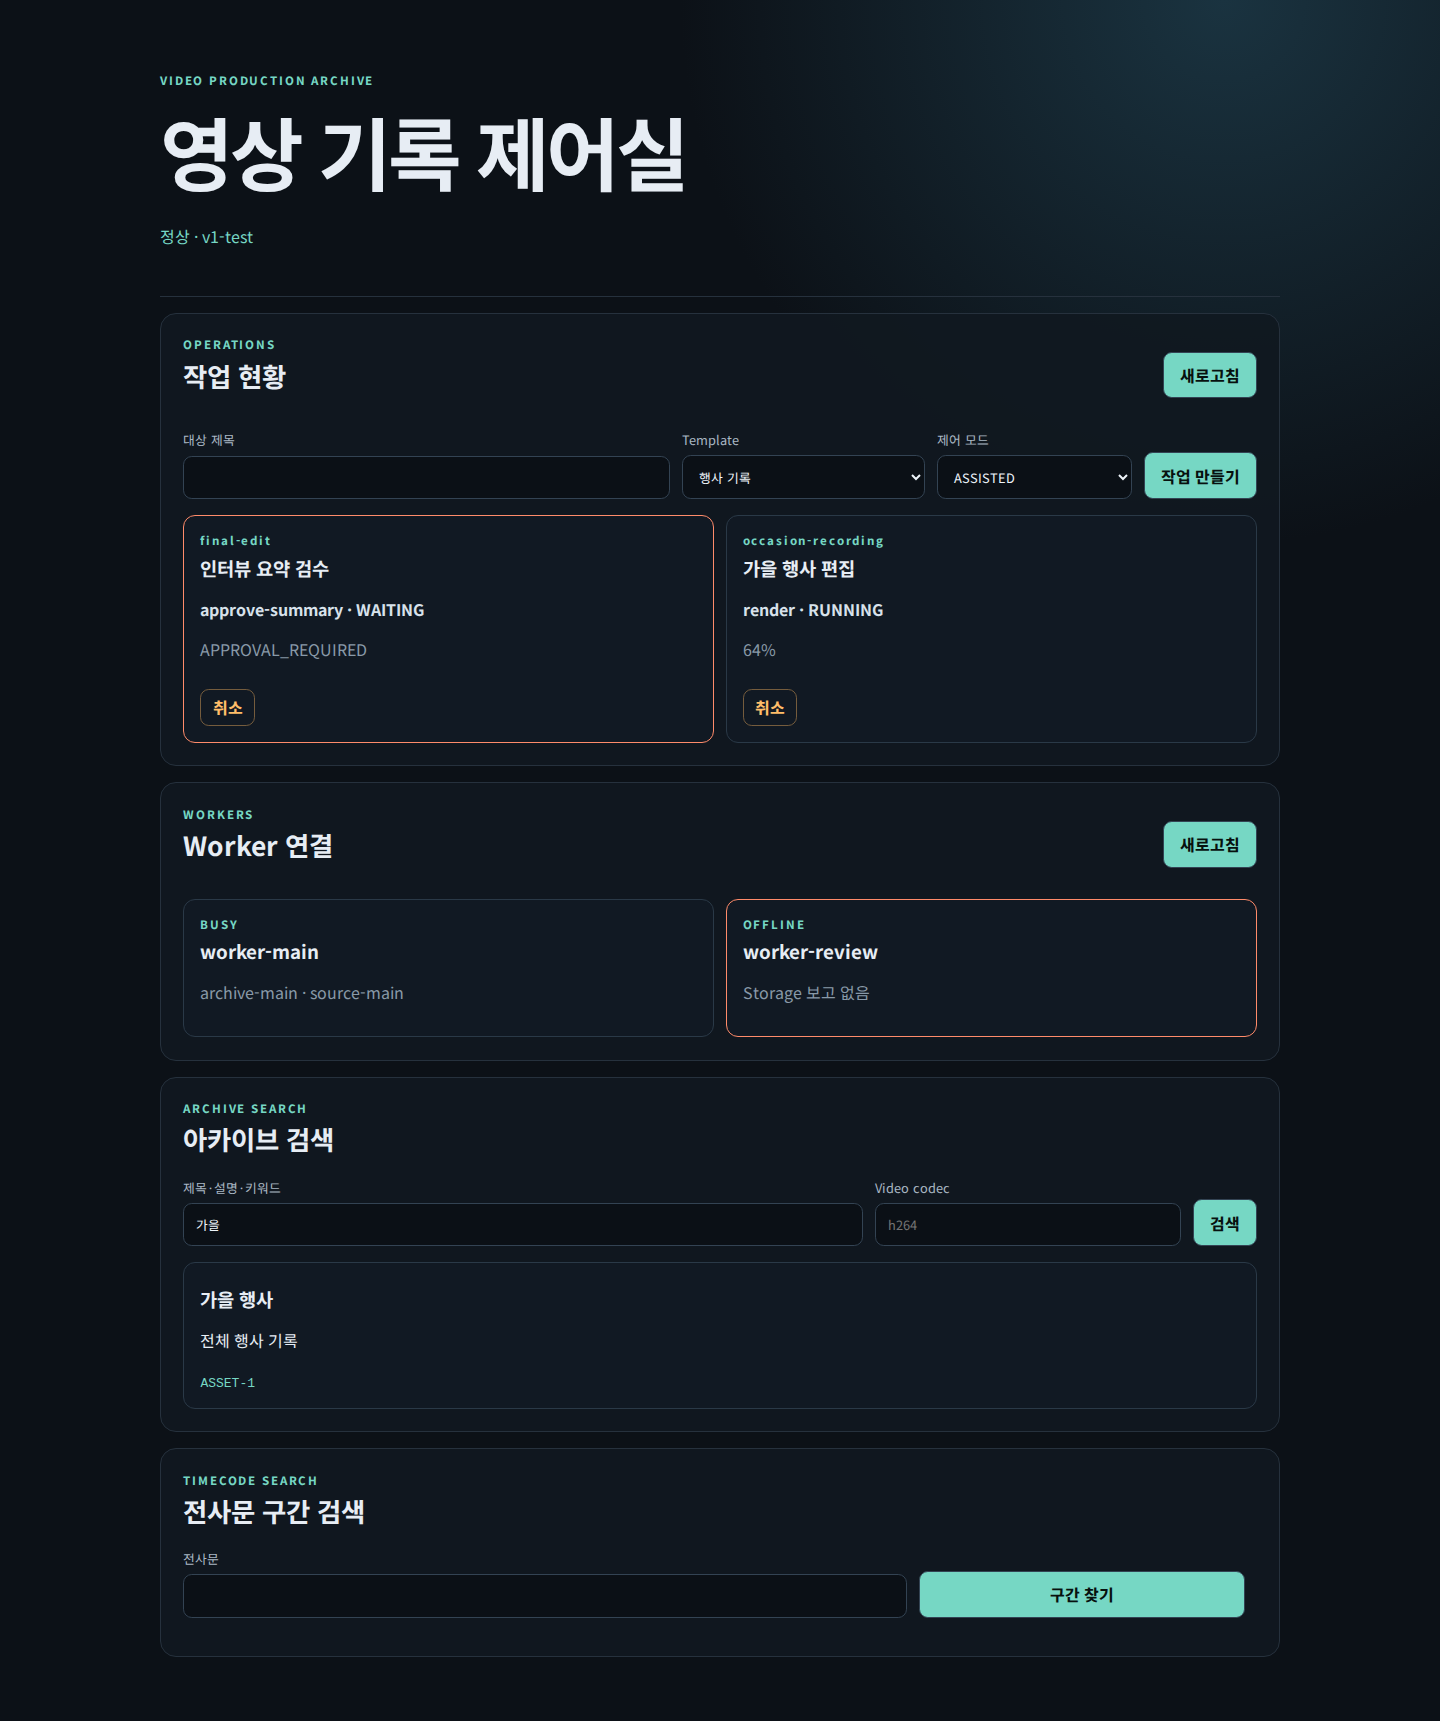 VIDEO PRODUCTION ARCHIVE
영상 기록 제어실
정상 · v1-test
OPERATIONS
작업 현황
새로고침
대상 제목
Template
제어 모드
행사 기록
ASSISTED
작업 만들기
final-edit
인터뷰 요약 검수
approve-summary · WAITING
APPROVAL_REQUIRED
취소
occasion-recording
가을 행사 편집
render · RUNNING
64%
취소
WORKERS
Worker 연결
새로고침
BUSY
worker-main
archive-main · source-main
OFFLINE
worker-review
Storage 보고 없음
ARCHIVE SEARCH
아카이브 검색
제목·설명·키워드
Video codec
가을
h264
검색
가을 행사
전체 행사 기록
ASSET-1
TIMECODE SEARCH
전사문 구간 검색
전사문
구간 찾기